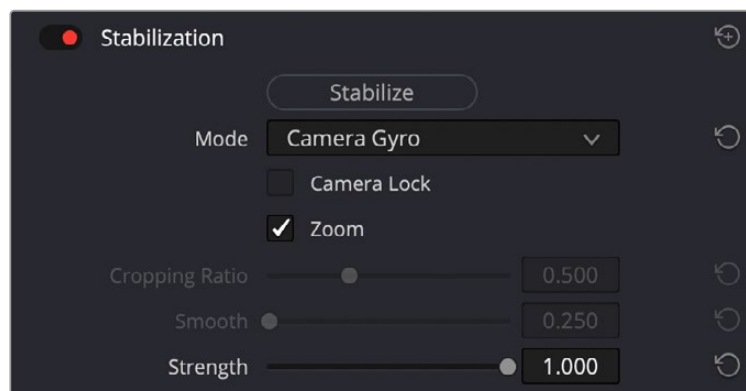 Stabilization
Stabilize
Mode Camera Gyro
Camera Lock
Zoom
Cropping Ratio 0.500
Smooth 0.250
Strength 1.000